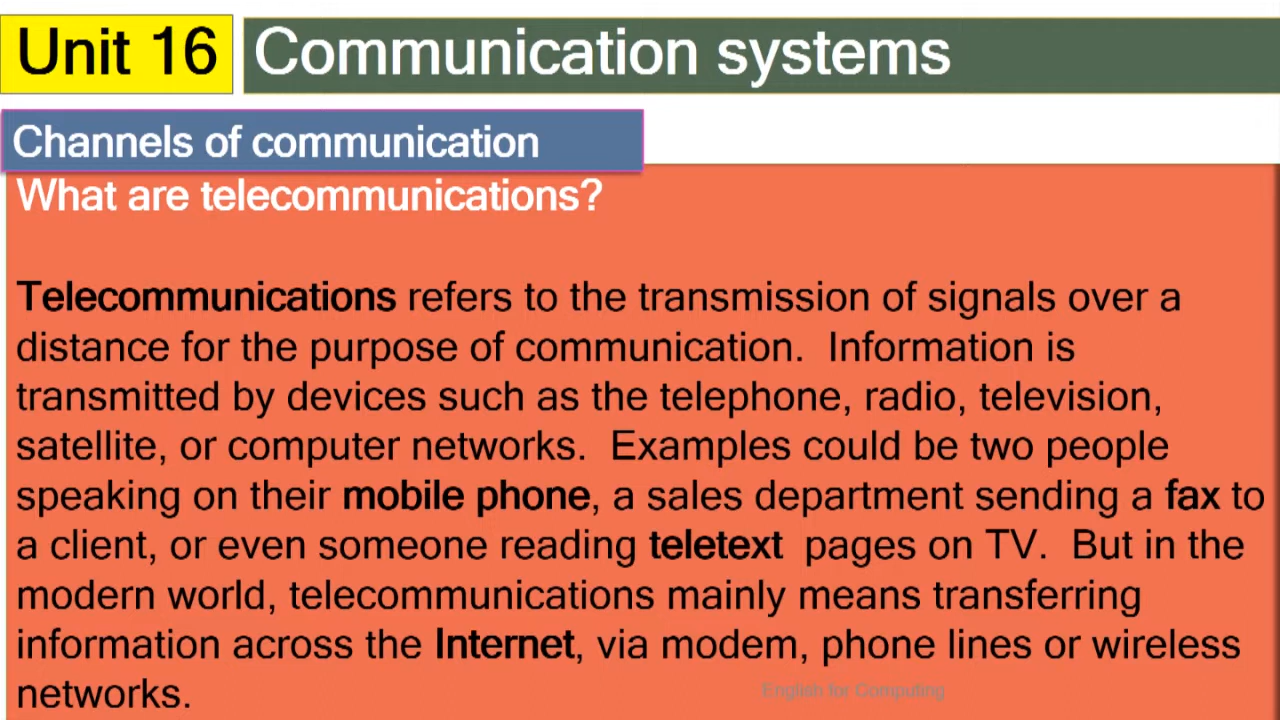 Unit 16
Communication systems
Channels of communication
What are telecommunications?
Telecommunications refers to the transmission of signals over a
distance for the purpose of communication. Information is
transmitted by devices such as the telephone, radio, television,
satellite, or computer networks. Examples could be two people
speaking on their mobile phone, a sales department sending a fax to
a client, or even someone reading teletext pages on TV. But in the
modern world, telecommunications mainly means transferring
information across the Internet, via modem, phone lines or wireless
networks.
English for Computing